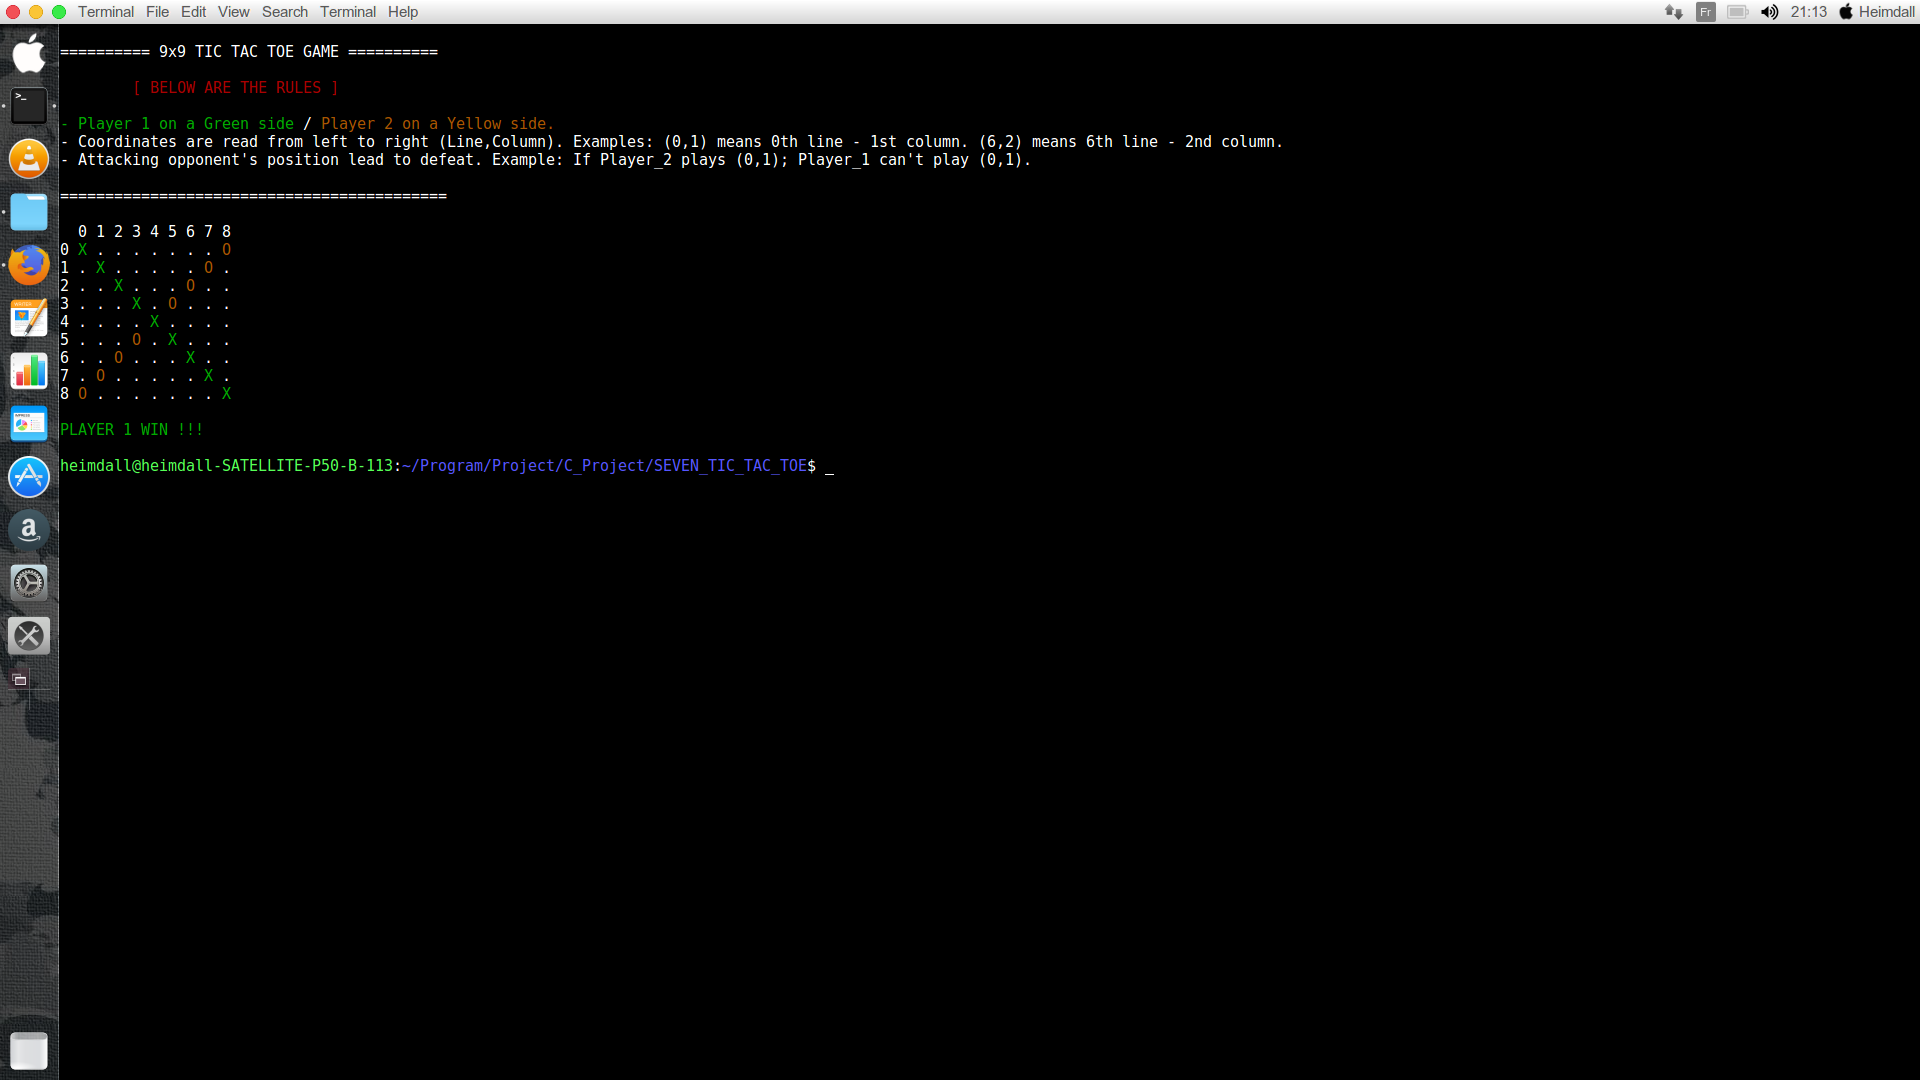 Terminal File Edit View Search Terminal Help Fr 21:13 Heimdall
========== 9x9 TIC TAC TOE GAME ==========
[ BELOW ARE THE RULES ]
- Player 1 on a Green side / Player 2 on a Yellow side.
- Coordinates are read from left to right (Line,Column). Examples: (0,1) means 0th line - 1st column. (6,2) means 6th line - 2nd column.
- Attacking opponent's position lead to defeat. Example: If Player_2 plays (0,1); Player_1 can't play (0,1).
===========================================
0 1 2 3 4 5 6 7 8
0 X . . . . . . . O
1 . X . . . . . O .
2 . . X . . . O . .
3 . . . X . O . . .
4 . . . . X . . . .
5 . . . O . X . . .
6 . . O . . . X . .
7 . O . . . . . X .
8 O . . . . . . . X
PLAYER 1 WIN !!!
heimdall@heimdall-SATELLITE-P50-B-113:~/Program/Project/C_Project/SEVEN_TIC_TAC_TOE$ _